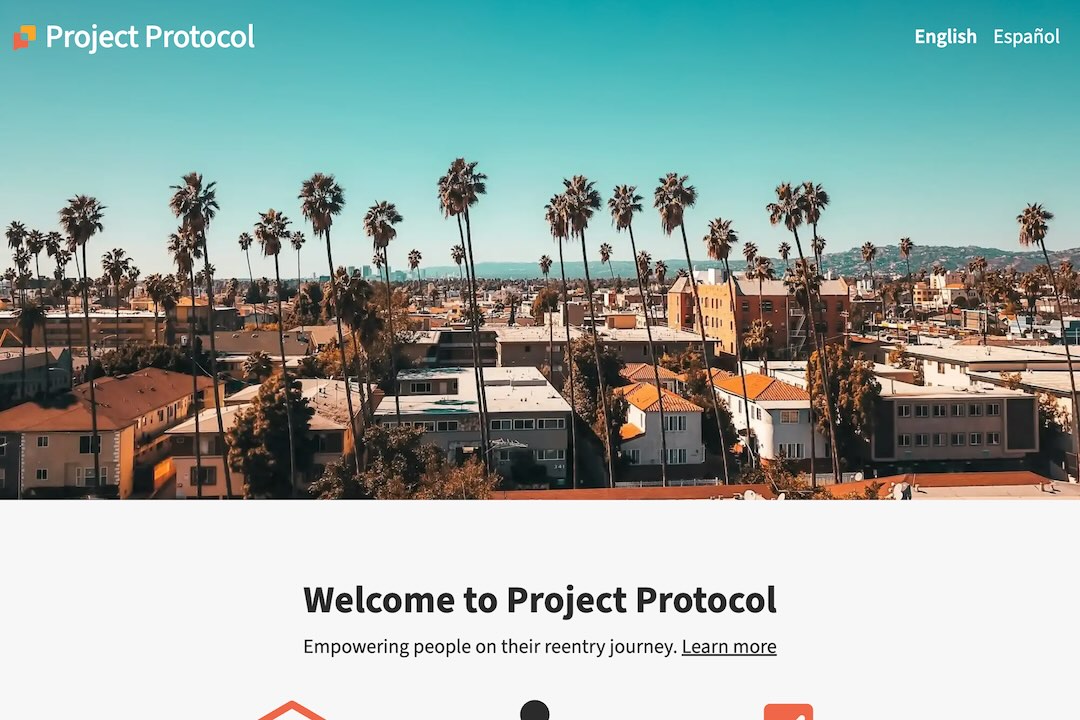 Project Protocol
English Español
Welcome to Project Protocol
Empowering people on their reentry journey. Learn more